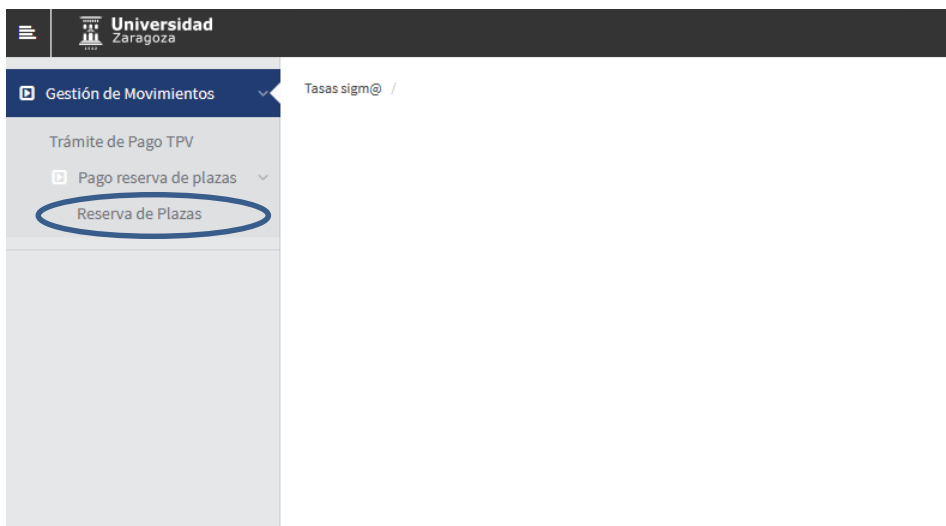 Universidad
Zaragoza
Gestión de Movimientos
Tasas sigm@ /
Trámite de Pago TPV
Pago reserva de plazas
Reserva de Plazas